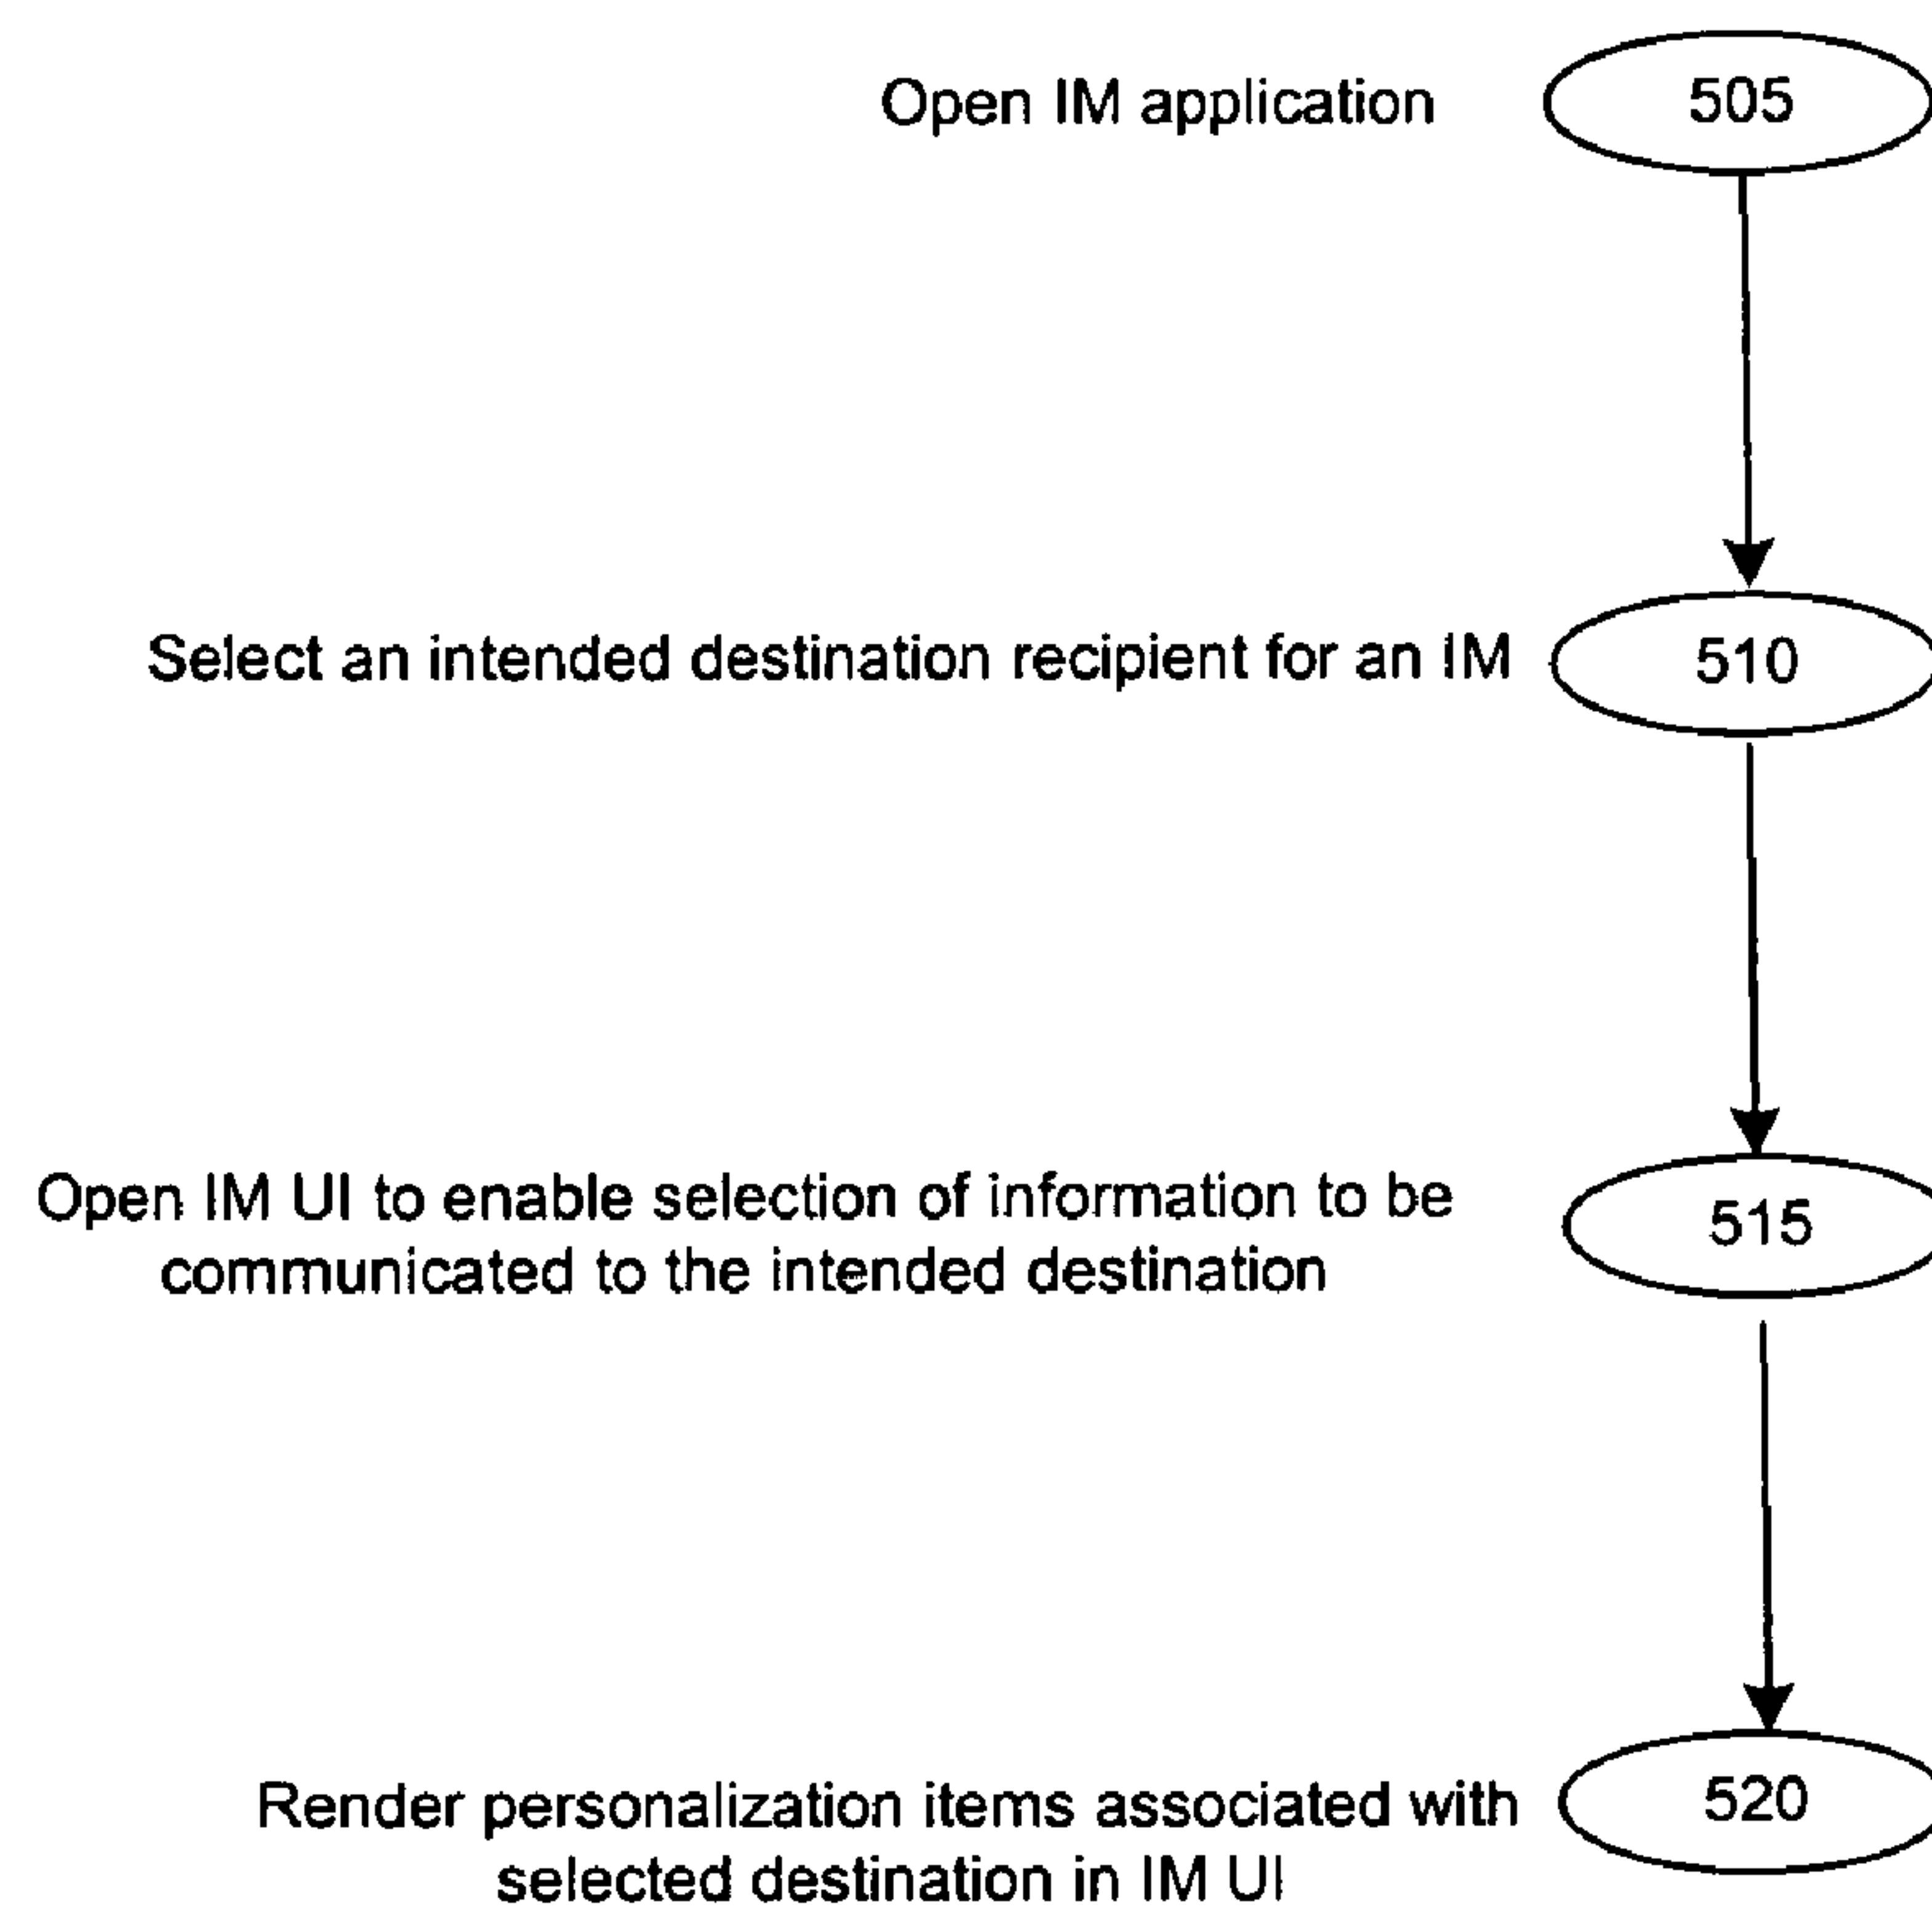 Open IM application 505
Select an intended destination recipient for an IM 510
Open IM UI to enable selection of information to be
communicated to the intended destination
515
Render personalization items associated with
selected destination in IM UI
520